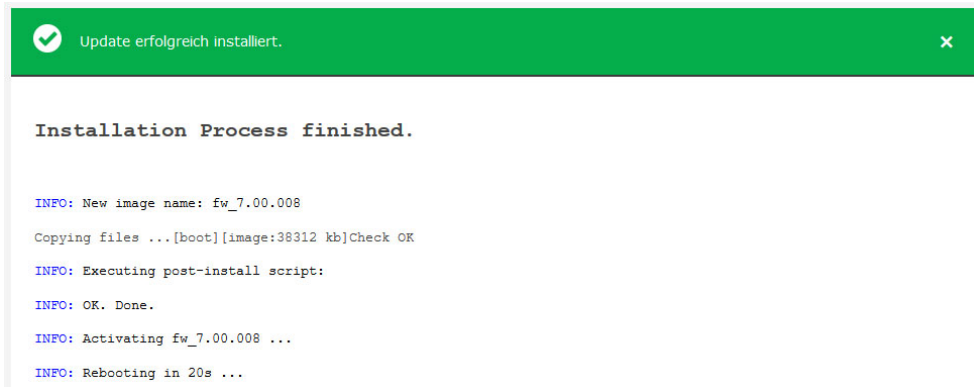 Update erfolgreich installiert.
Installation Process finished.
INFO: New image name: fw_7.00.008
Copying files ...[boot][image:38312 kb]Check OK
INFO: Executing post-install script:
INFO: OK. Done.
INFO: Activating fw_7.00.008 ...
INFO: Rebooting in 20s ...